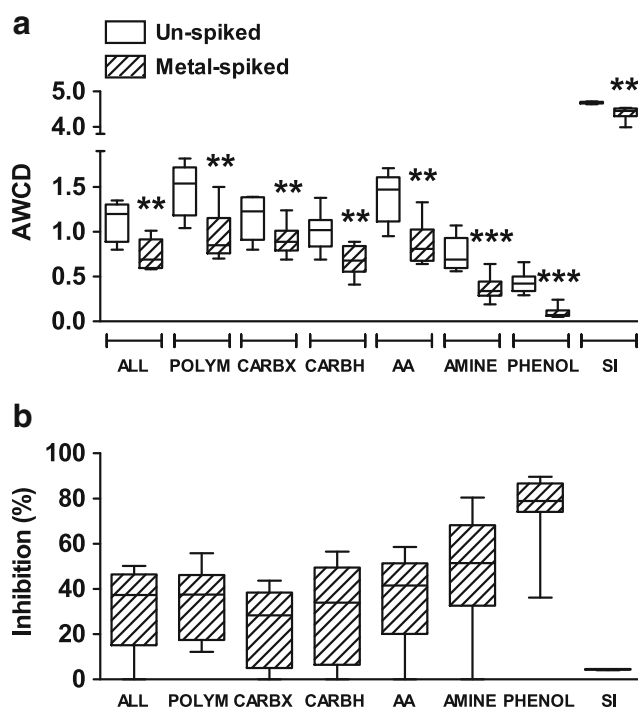 a
Un-spiked
Metal-spiked
AWCD
5.0
4.0
1.5
1.0
0.5
0.0
** ** ** ** ** *** *** **
ALL POLYM CARBX CARBH AA AMINE PHENOL SI
b
Inhibition (%)
100
80
60
40
20
0
ALL POLYM CARBX CARBH AA AMINE PHENOL SI